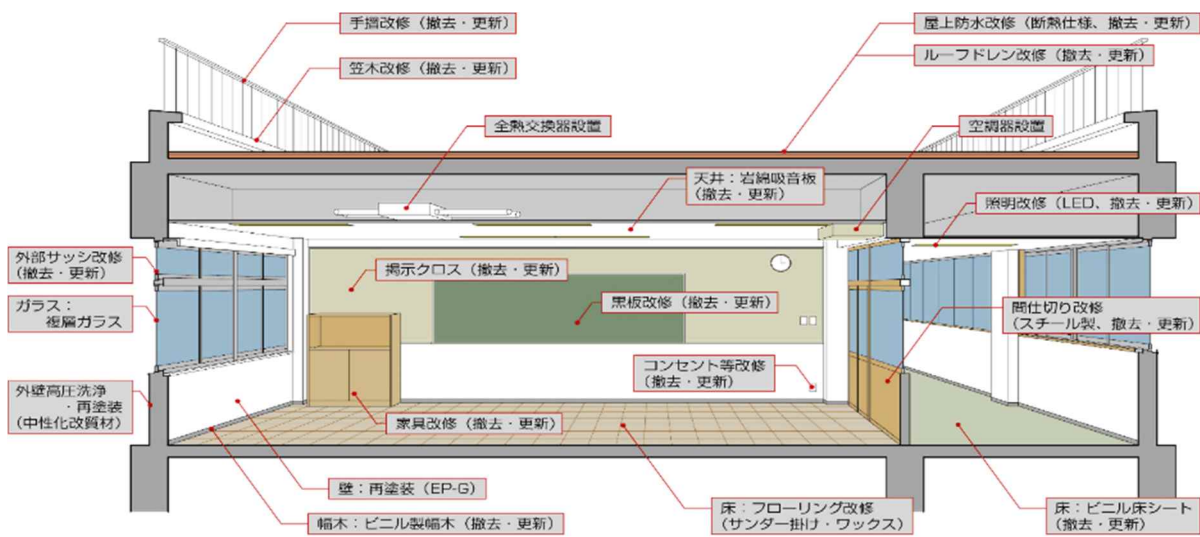 手摺改修（撤去・更新）
笠木改修（撤去・更新）
屋上防水改修（断熱仕様、撤去・更新）
ルーフドレン改修（撤去・更新）
全熱交換器設置
空調器設置
天井：岩綿吸音板
（撤去・更新）
照明改修（LED、撤去・更新）
外部サッシ改修
（撤去・更新）
ガラス：
複層ガラス
掲示クロス（撤去・更新）
黒板改修（撤去・更新）
間仕切り改修
（スチール製、撤去・更新）
外壁高圧洗浄
・再塗装
（中性化改質材）
コンセント等改修
（撤去・更新）
家具改修（撤去・更新）
壁：再塗装（EP-G）
幅木：ビニル製幅木（撤去・更新）
床：フローリング改修
（サンダー掛け・ワックス）
床：ビニル床シート
（撤去・更新）